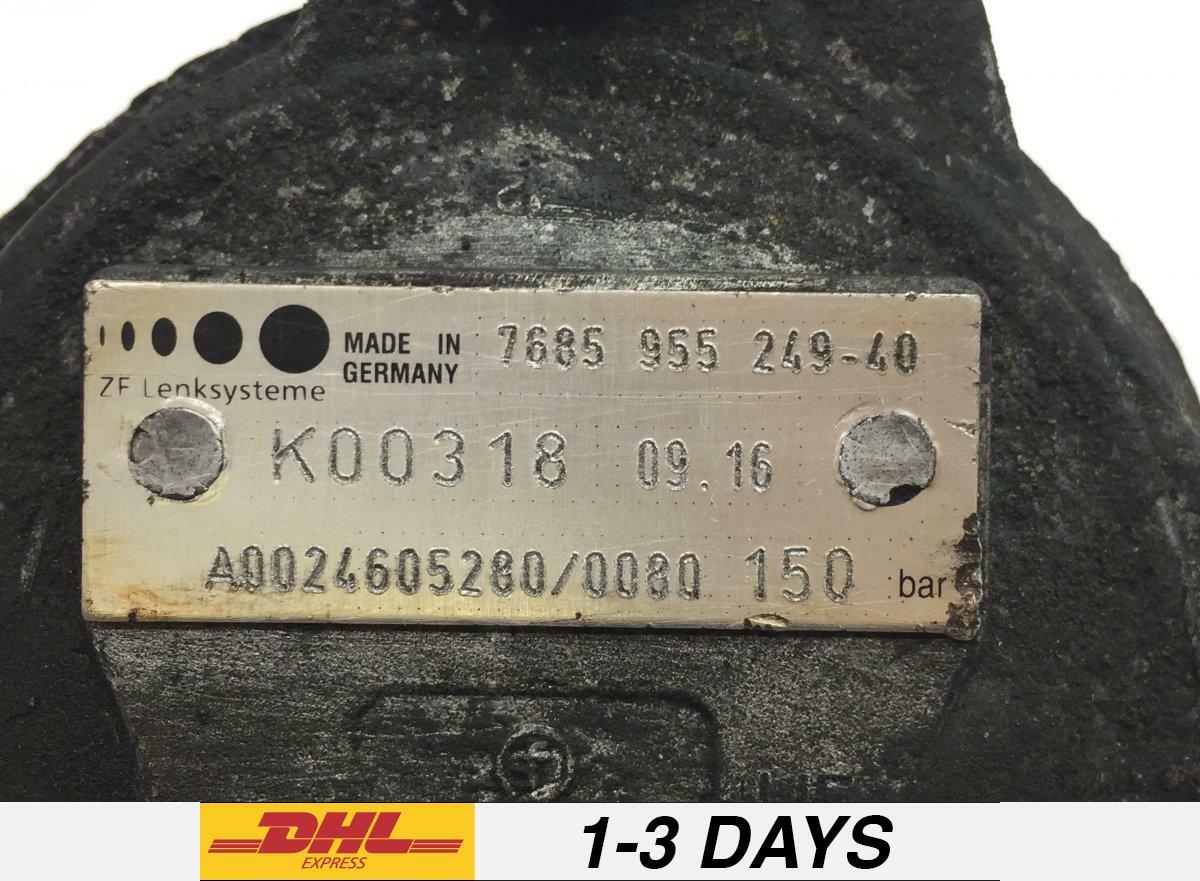 ZF Lenksysteme
MADE IN
GERMANY
7685 955 249-40
K00318 09.16
A0024605280/0080 150 bar
DHL
EXPRESS
1-3 DAYS